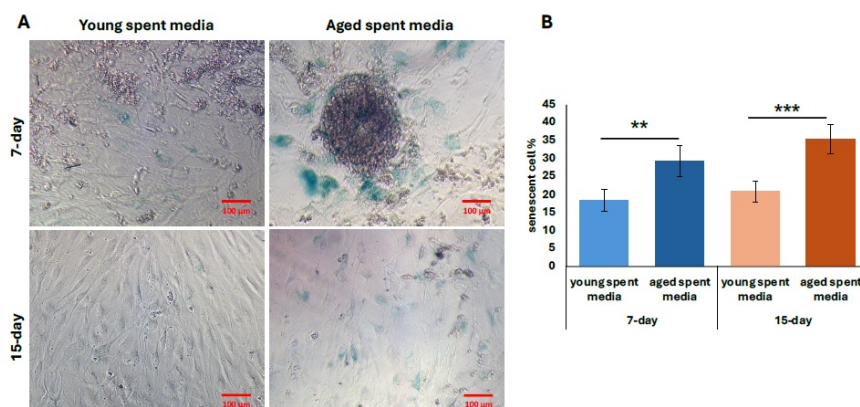 A
Young spent media
Aged spent media
7-day
100 µm
100 µm
15-day
100 µm
100 µm
B
senescent cell %
45
40
35
30
25
20
15
10
5
0
**
***
young spent
media
aged spent
media
young spent
media
aged spent
media
7-day
15-day